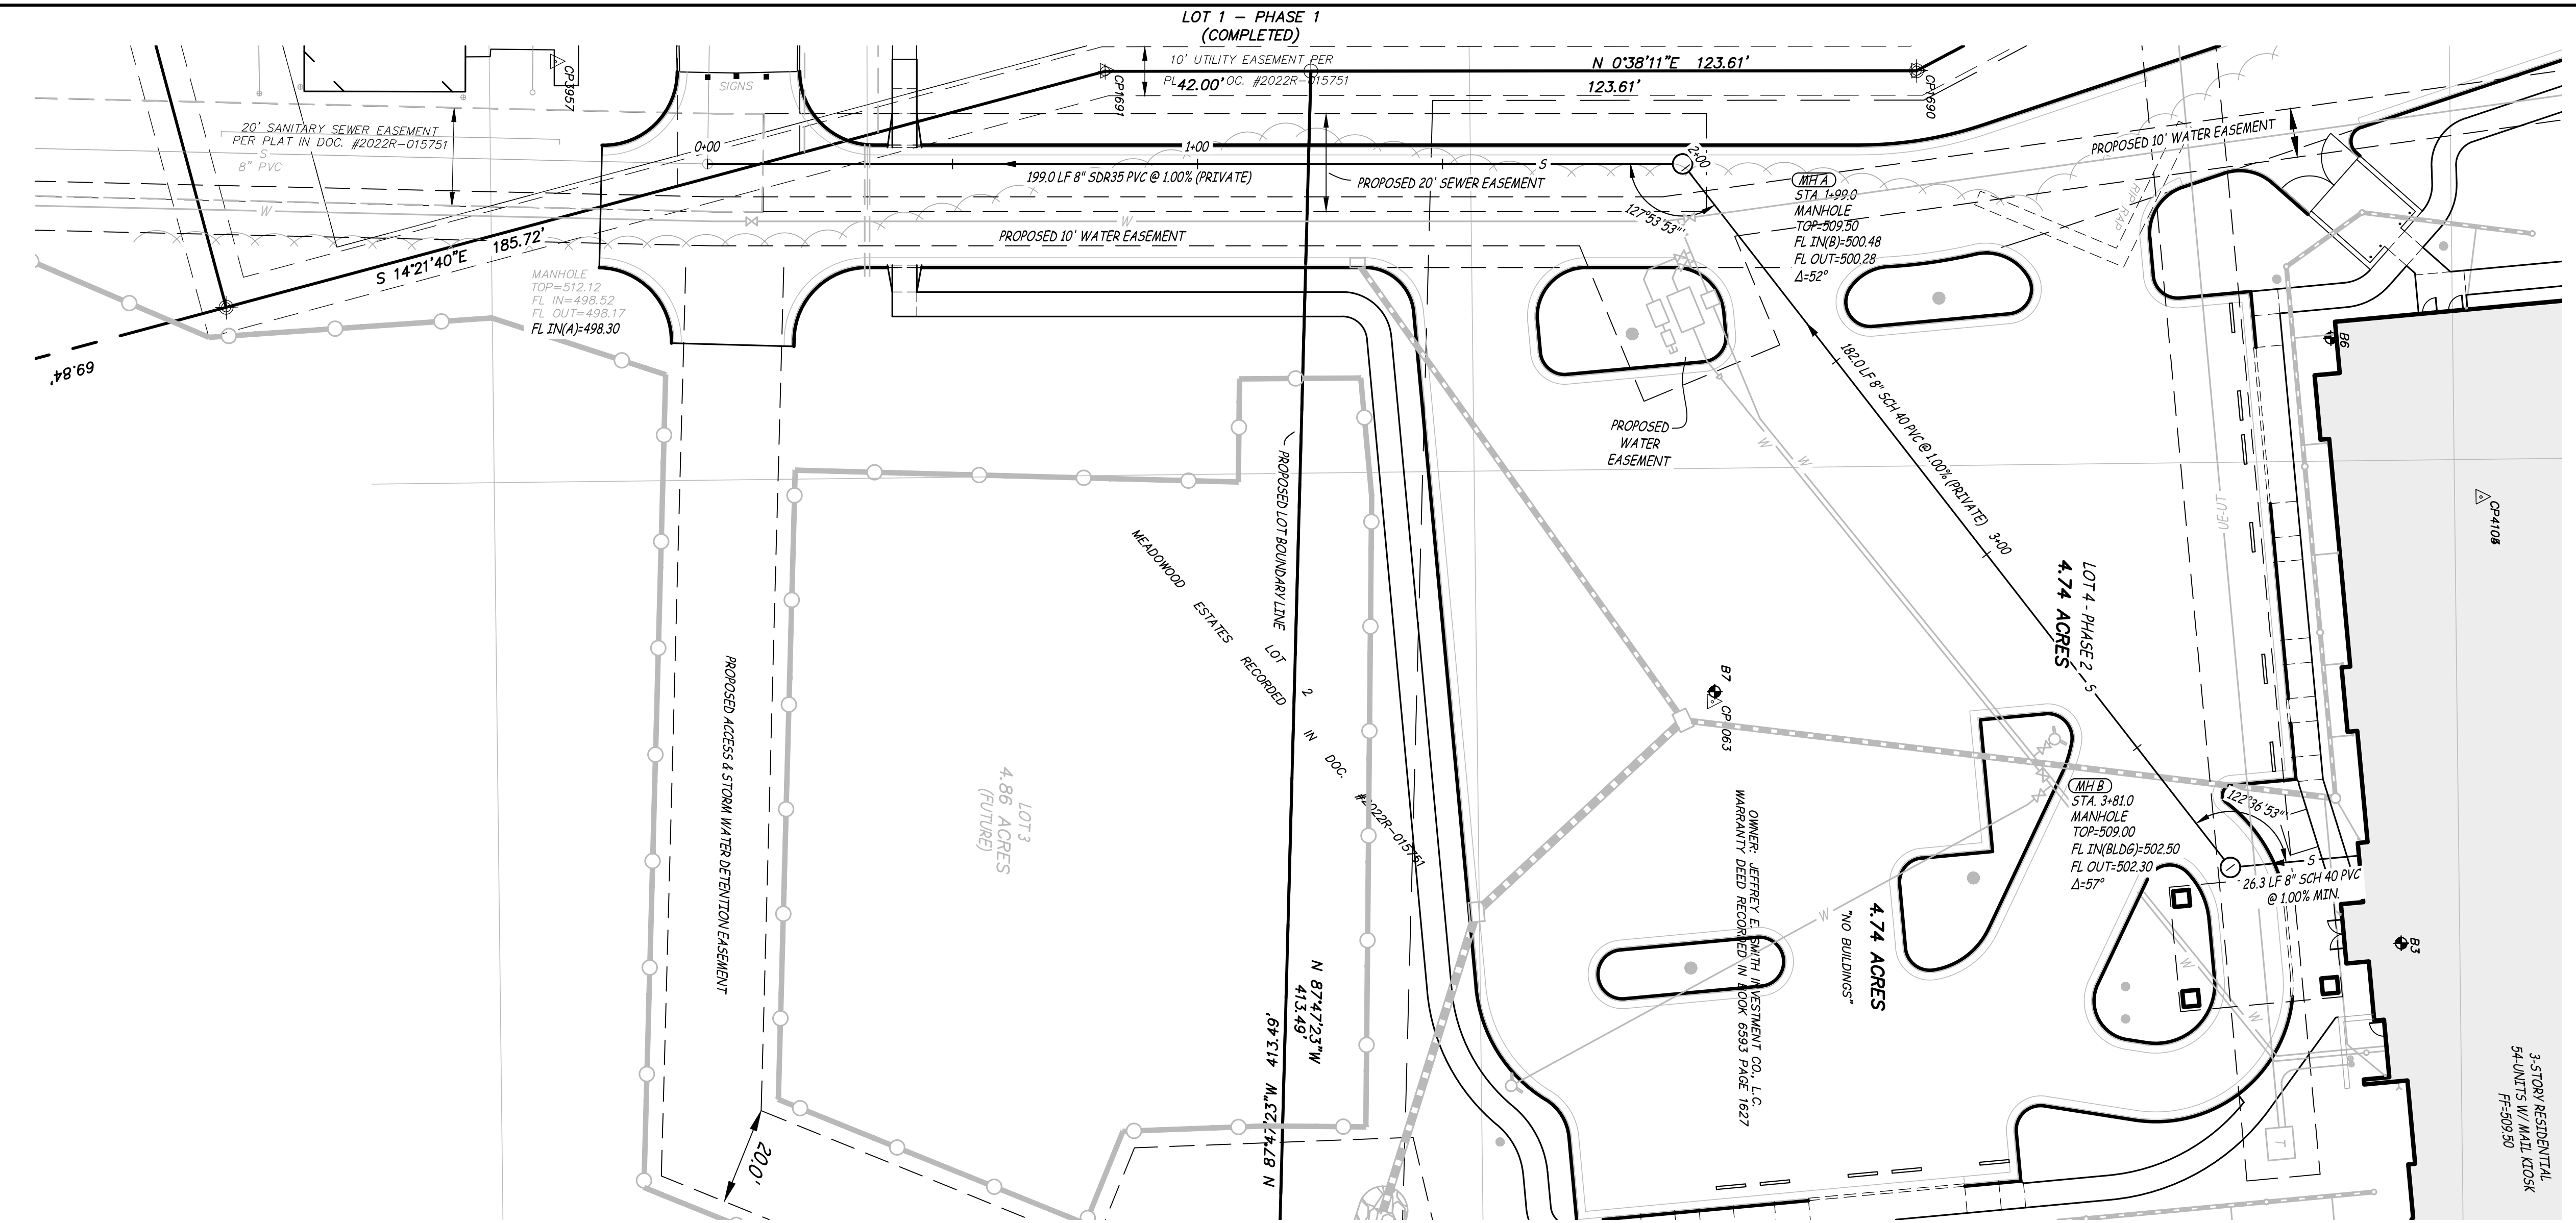 LOT 1 - PHASE 1
(COMPLETED)
10' UTILITY EASEMENT PER
42.00'
OC. #2022R-015751
N 0°38'11"E 123.61'
123.61'
CP3957
SIGNS
CP1691
CP1690
20' SANITARY SEWER EASEMENT
PER PLAT IN DOC. #2022R-015751
S
8" PVC
0+00
1+00
S
2+00
199.0 LF 8" SDR35 PVC @ 1.00% (PRIVATE)
PROPOSED 20' SEWER EASEMENT
127°53'53"
MH A
STA. 1+99.0
MANHOLE
TOP=509.50
FL IN(B)=500.48
FL OUT=500.28
Δ=52°
PROPOSED 10' WATER EASEMENT
RIP RAP
W
W
PROPOSED 10' WATER EASEMENT
S 14°21'40"E 185.72'
MANHOLE
TOP=512.12
FL IN=498.52
FL OUT=498.17
FL IN(A)=498.30
69.84'
182.0 LF 8" SCH 40 PVC @ 1.00% (PRIVATE)
3+00
S
PROPOSED
WATER
EASEMENT
W
W
UE-UT
B6
CP4105
PROPOSED LOT BOUNDARY LINE
MEADOWOOD ESTATES
LOT 2 IN DOC. #2022R-015751
RECORDED
LOT 4 - PHASE 2
4.74 ACRES
PROPOSED ACCESS & STORM WATER DETENTION EASEMENT
LOT 3
4.86 ACRES
(FUTURE)
B7
CP
063
MH B
STA. 3+81.0
MANHOLE
TOP=509.00
FL IN(BLDG)=502.50
FL OUT=502.30
Δ=57°
122°36'53"
S
26.3 LF 8" SCH 40 PVC
@ 1.00% MIN.
OWNER: JEFFREY E. SMITH INVESTMENT CO., L.C.
WARRANTY DEED RECORDED IN BOOK 6593 PAGE 1627
4.74 ACRES
"NO BUILDINGS"
W
W
W
B3
N 87°47'23"W
413.49'
N 87°47'23"W 413.49'
20.0'
T
3-STORY RESIDENTIAL
54-UNITS W/ MAIL KIOSK
FF=509.50